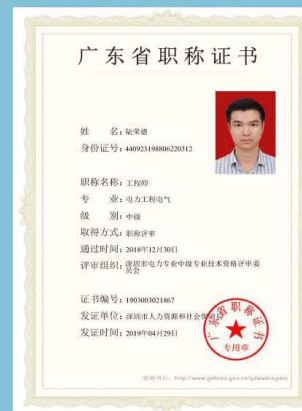 广东省职称证书
姓 名：陆荣德
身份证号：440923198806220312
职称名称：工程师
专 业：电力工程电气
级 别：中级
取得方式：职称评审
通过时间：2018年12月30日
评审组织：深圳市电力专业中级专业技术资格评审委
员会
证书编号：1903003021867
发证单位：深圳市人力资源和社会保障局
发证时间：2019年04月29日
广东省职称证书
专用章